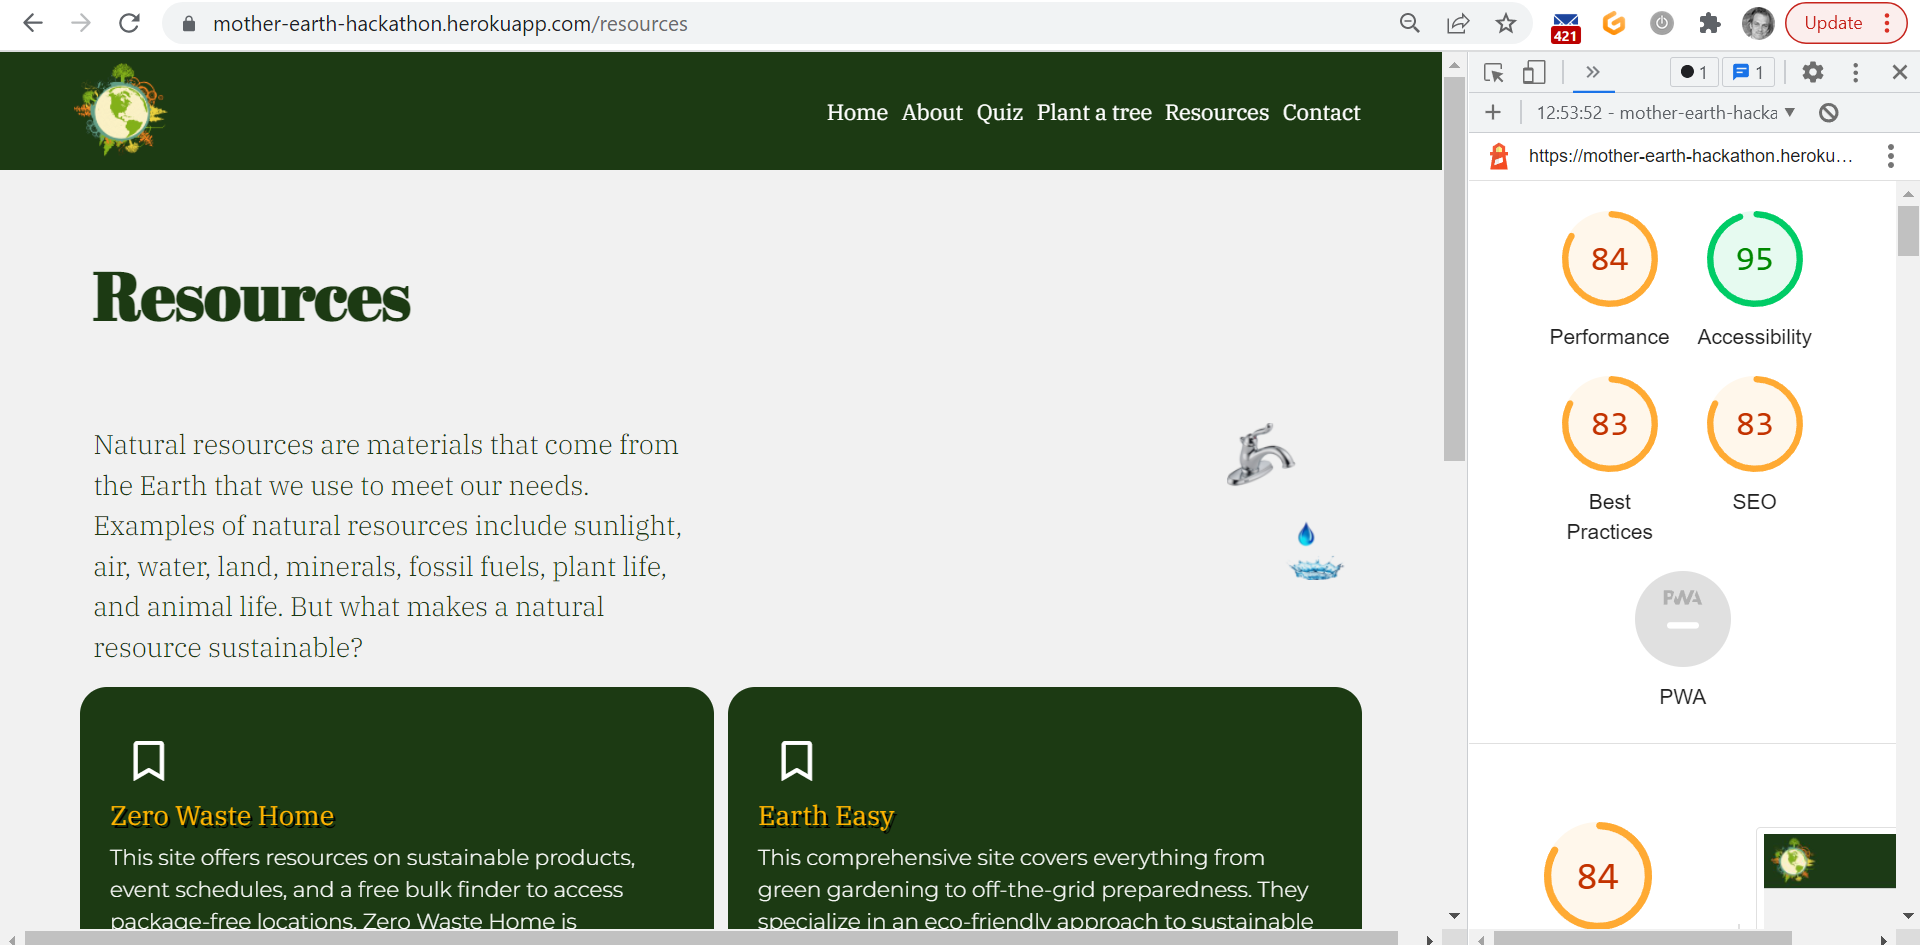 mother-earth-hackathon.herokuapp.com/resources
421
Update
Home About Quiz Plant a tree Resources Contact
Resources
Natural resources are materials that come from
the Earth that we use to meet our needs.
Examples of natural resources include sunlight,
air, water, land, minerals, fossil fuels, plant life,
and animal life. But what makes a natural
resource sustainable?
Zero Waste Home
This site offers resources on sustainable products,
event schedules, and a free bulk finder to access
package-free locations. Zero Waste Home is
Earth Easy
This comprehensive site covers everything from
green gardening to off-the-grid preparedness. They
specialize in an eco-friendly approach to sustainable
1
1
12:53:52 - mother-earth-hacka
https://mother-earth-hackathon.heroku...
84
Performance
95
Accessibility
83
Best
Practices
83
SEO
PWA
PWA
84